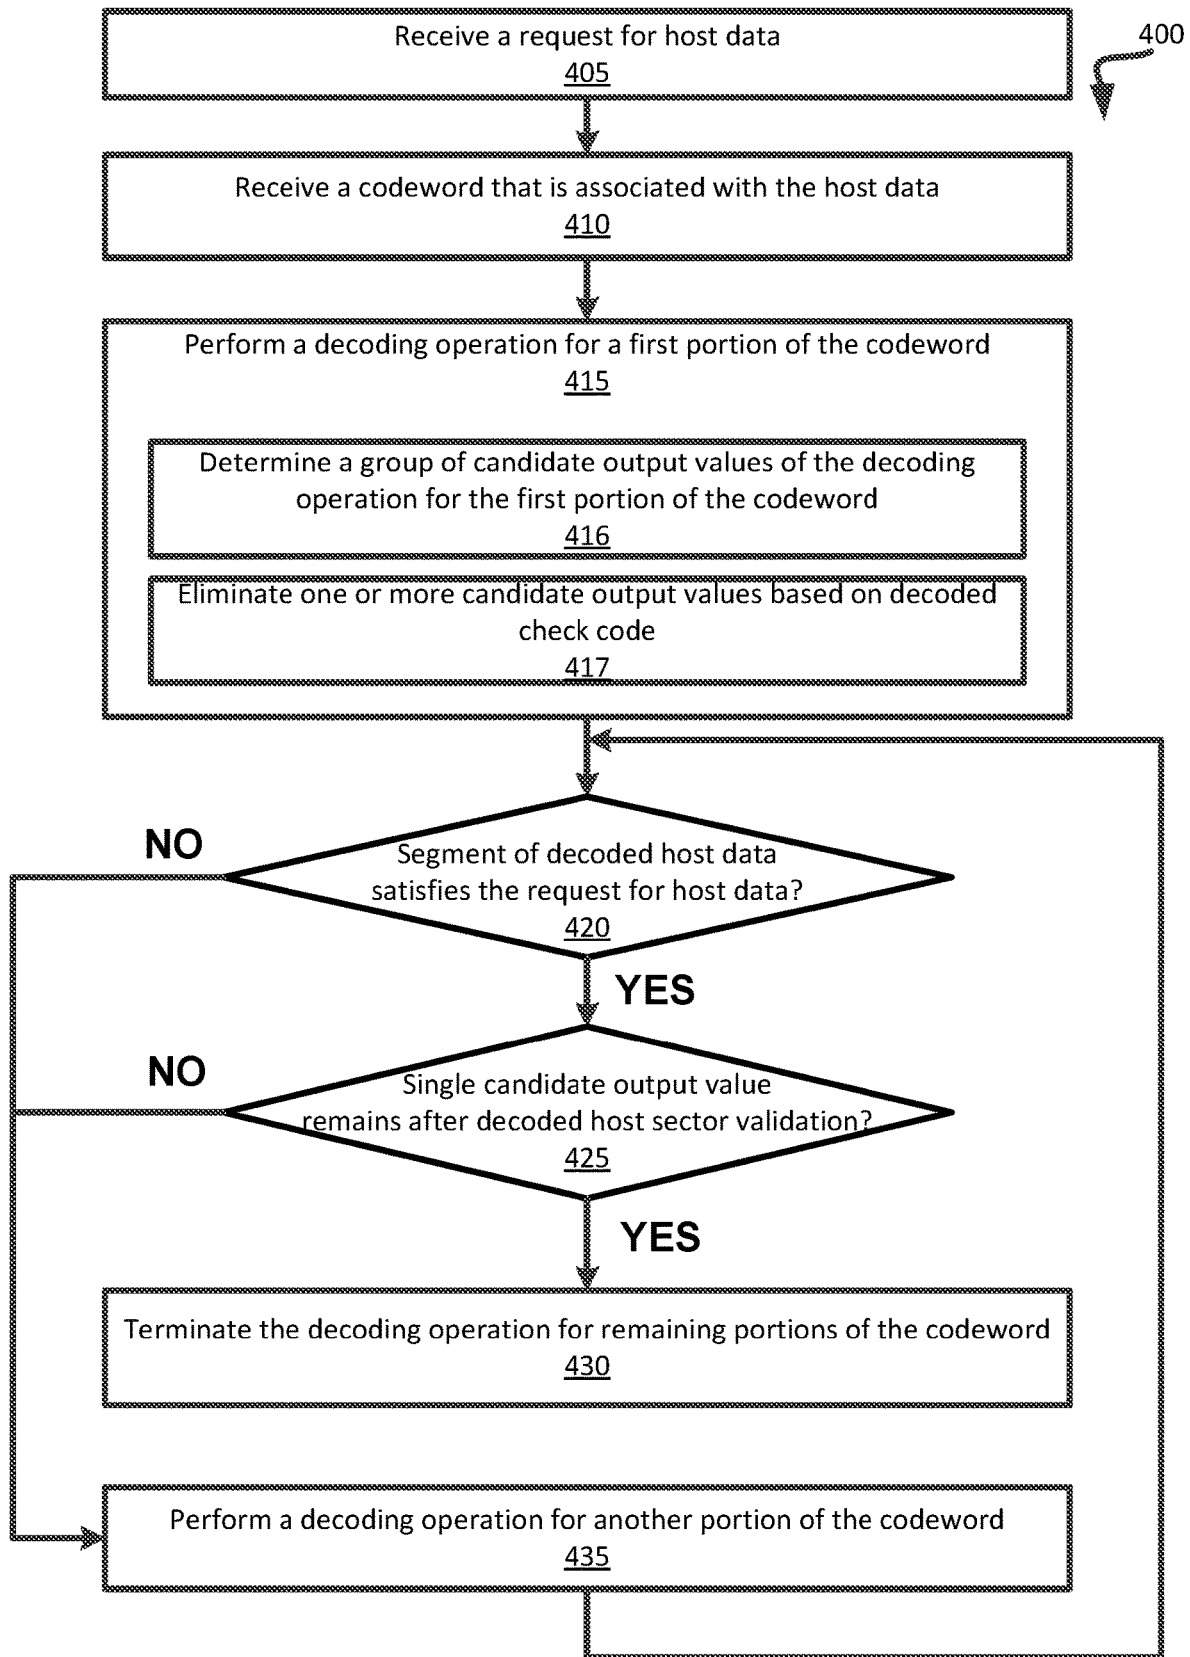 Receive a request for host data
405
400
Receive a codeword that is associated with the host data
410
Perform a decoding operation for a first portion of the codeword
415
Determine a group of candidate output values of the decoding
operation for the first portion of the codeword
416
Eliminate one or more candidate output values based on decoded
check code
417
NO
Segment of decoded host data
satisfies the request for host data?
420
YES
NO
Single candidate output value
remains after decoded host sector validation?
425
YES
Terminate the decoding operation for remaining portions of the codeword
430
Perform a decoding operation for another portion of the codeword
435